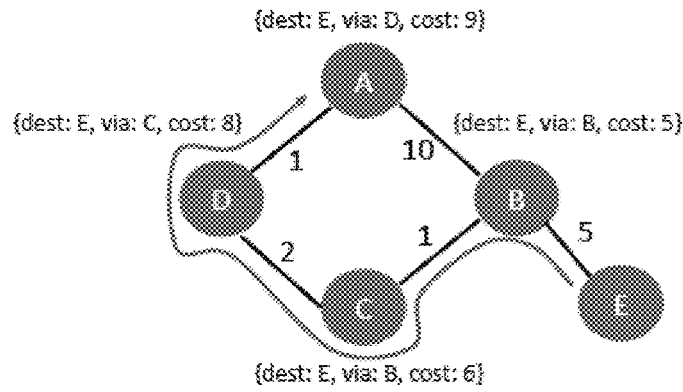 {dest: E, via: D, cost: 9}
A
{dest: E, via: C, cost: 8}
{dest: E, via: B, cost: 5}
1
10
D
B
2
1
5
C
E
{dest: E, via: B, cost: 6}